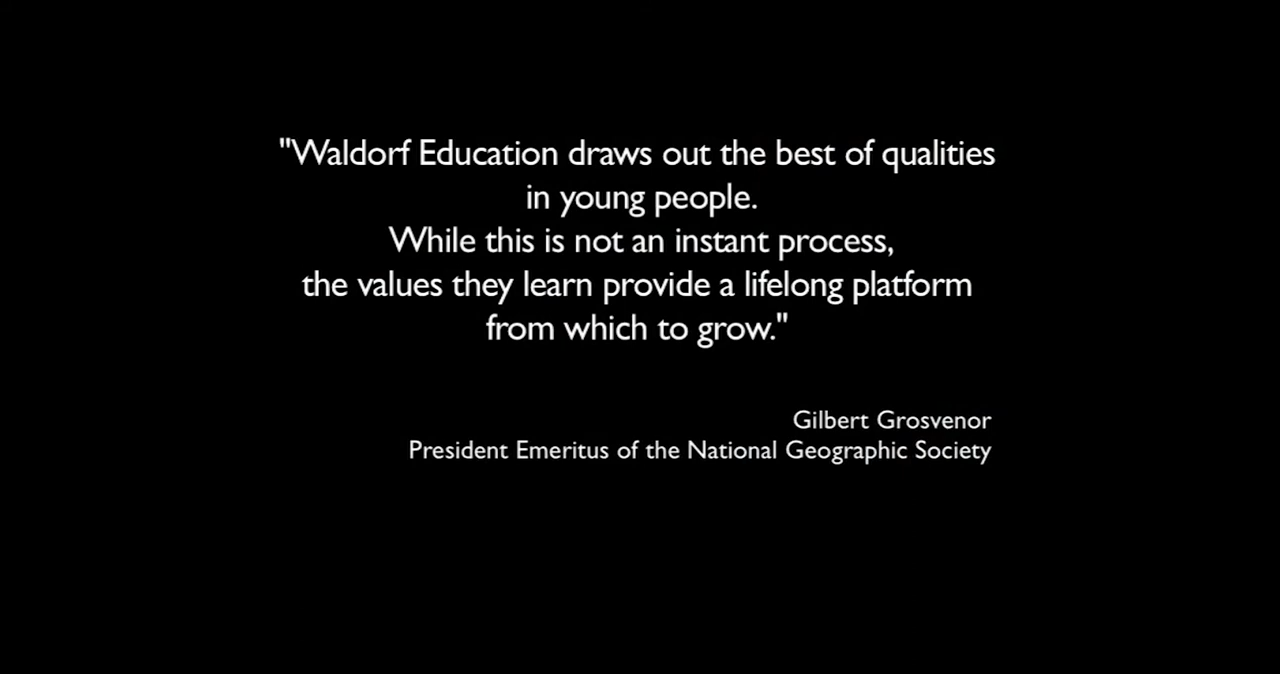 "Waldorf Education draws out the best of qualities
in young people.
While this is not an instant process,
the values they learn provide a lifelong platform
from which to grow."
Gilbert Grosvenor
President Emeritus of the National Geographic Society